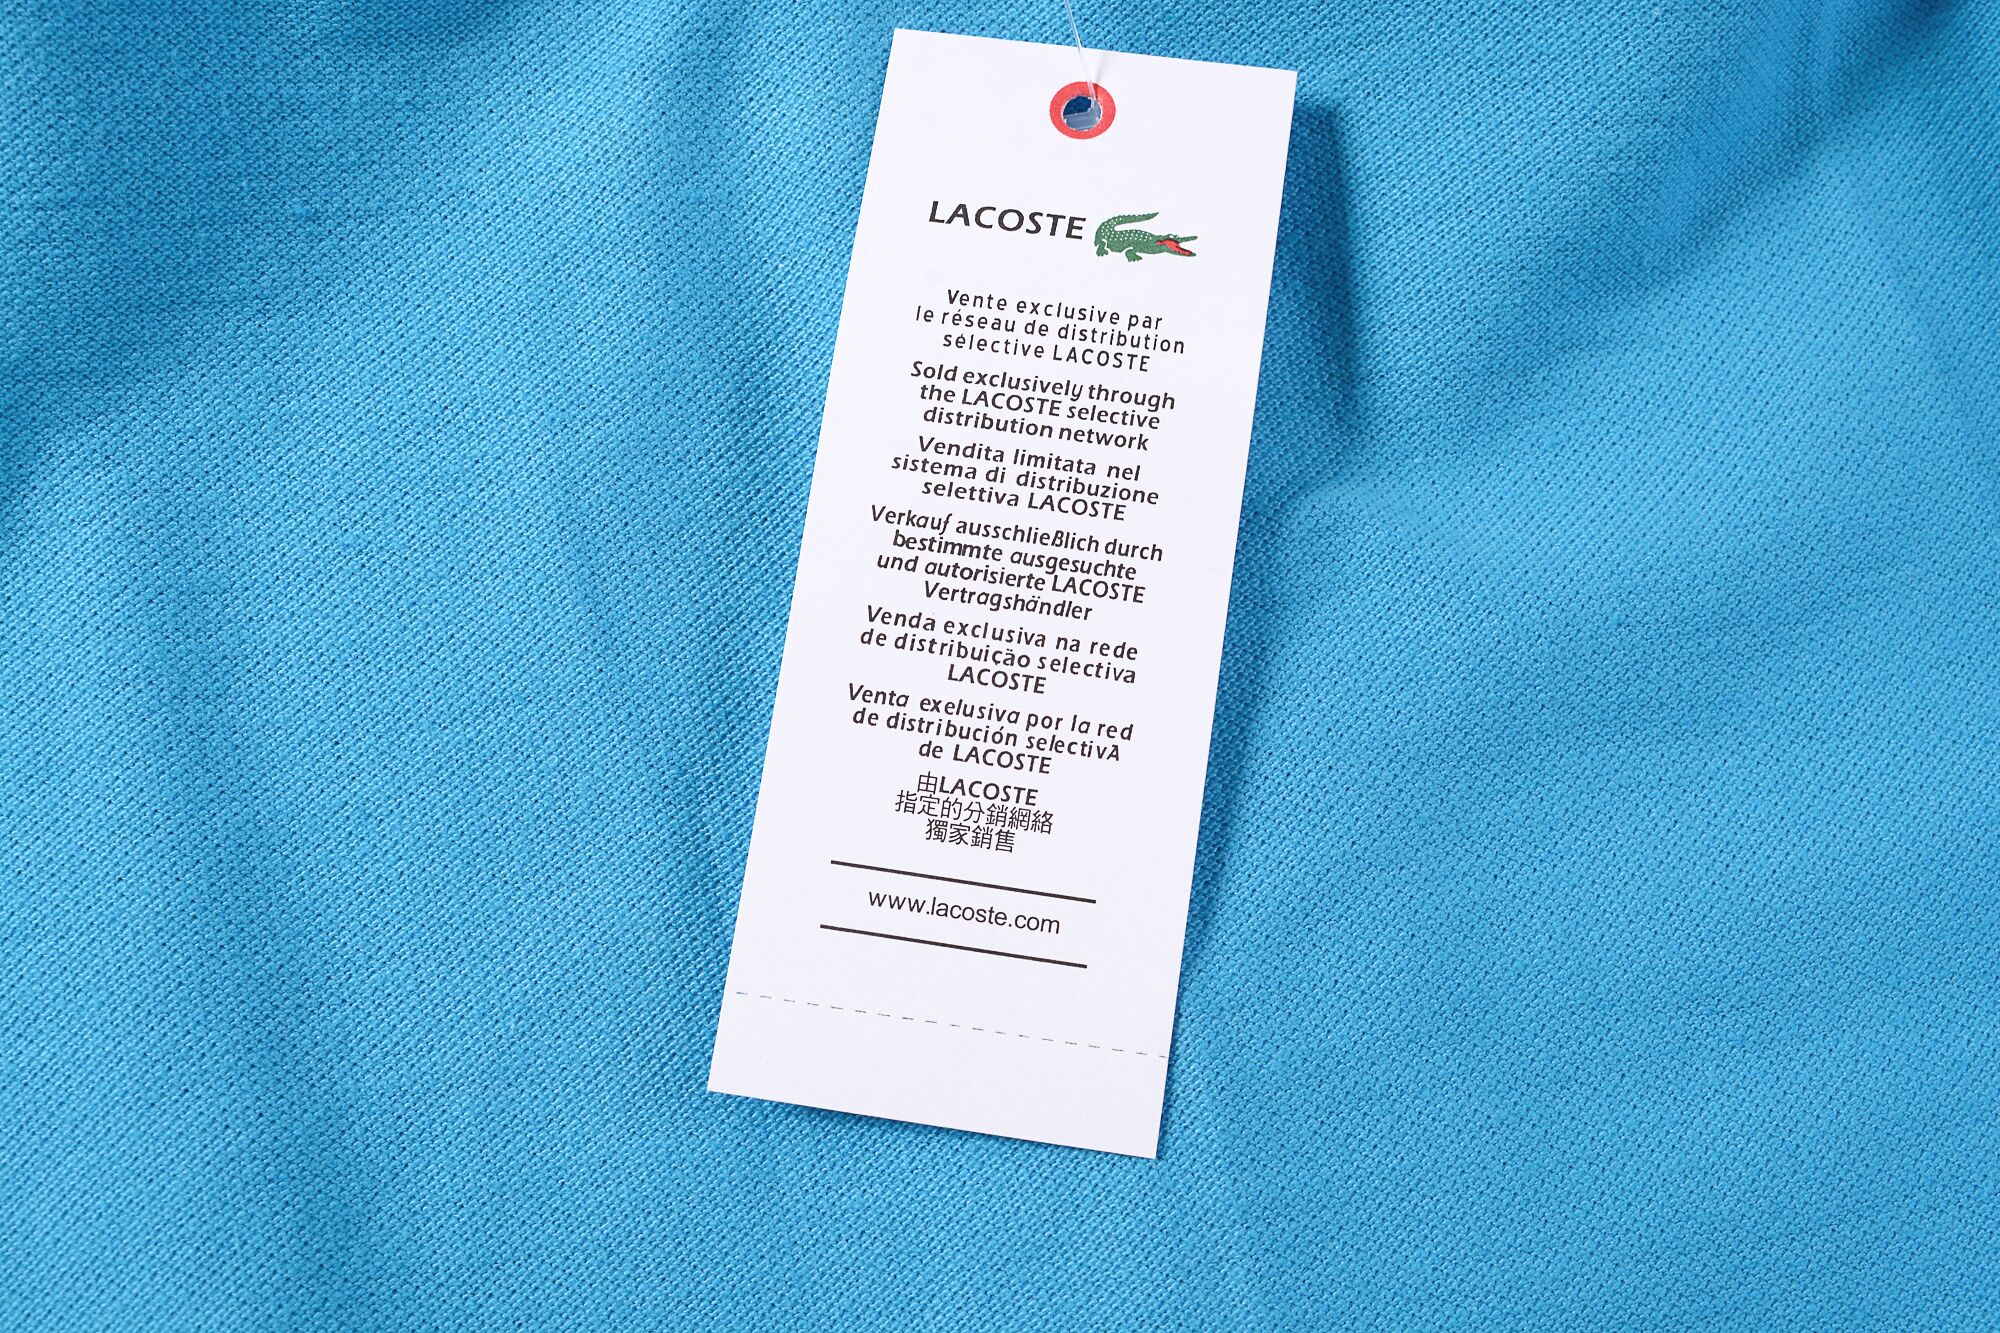 LACOSTE
Vente exclusive par
le réseau de distribution
sélective LACOSTE
Sold exclusively through
the LACOSTE selective
distribution network
Vendita limitata nel
sistema di distribuzione
selettiva LACOSTE
Verkauf ausschließlich durch
bestimmte ausgesuchte
und autorisierte LACOSTE
Vertragshändler
Venda exclusiva na rede
de distribuição selectiva
LACOSTE
Venta exelusiva por la red
de distribución selectivA
de LACOSTE
由LACOSTE
指定的分銷網絡
獨家銷售
www.lacoste.com